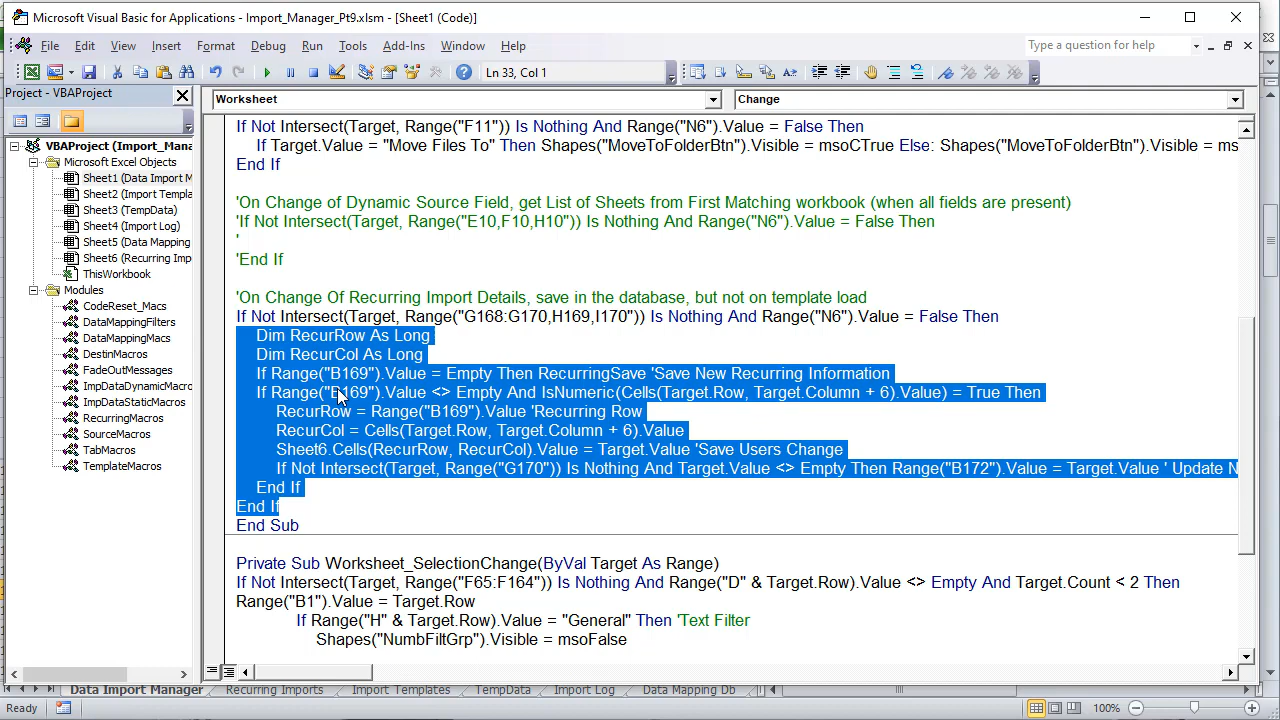 Microsoft Visual Basic for Applications - Import_Manager_Pt9.xlsm - [Sheet1 (Code)]
File Edit View Insert Format Debug Run Tools Add-Ins Window Help
Type a question for help
Ln 33, Col 1
Project - VBAProject
Worksheet
Change
VBAProject (Import_Mana
Microsoft Excel Objects
Sheet1 (Data Import M
Sheet2 (Import Templa
Sheet3 (TempData)
Sheet4 (Import Log)
Sheet5 (Data Mapping
Sheet6 (Recurring Impo
ThisWorkbook
Modules
CodeReset_Macs
DataMappingFilters
DataMappingMacs
DestinMacros
FadeOutMessages
ImpDataDynamicMacro
ImpDataStaticMacros
RecurringMacros
SourceMacros
TabMacros
TemplateMacros
If Not Intersect(Target, Range("F11")) Is Nothing And Range("N6").Value = False Then
If Target.Value = "Move Files To" Then Shapes("MoveToFolderBtn").Visible = msoCTrue Else: Shapes("MoveToFolderBtn").Visible = ms
End If
'On Change of Dynamic Source Field, get List of Sheets from First Matching workbook (when all fields are present)
'If Not Intersect(Target, Range("E10,F10,H10")) Is Nothing And Range("N6").Value = False Then
'
'End If
'On Change Of Recurring Import Details, save in the database, but not on template load
If Not Intersect(Target, Range("G168:G170,H169,I170")) Is Nothing And Range("N6").Value = False Then
Dim RecurRow As Long
Dim RecurCol As Long
If Range("B169").Value = Empty Then RecurringSave 'Save New Recurring Information
If Range("B169").Value <> Empty And IsNumeric(Cells(Target.Row, Target.Column + 6).Value) = True Then
RecurRow = Range("B169").Value 'Recurring Row
RecurCol = Cells(Target.Row, Target.Column + 6).Value
Sheet6.Cells(RecurRow, RecurCol).Value = Target.Value 'Save Users Change
If Not Intersect(Target, Range("G170")) Is Nothing And Target.Value <> Empty Then Range("B172").Value = Target.Value ' Update N
End If
End If
End Sub
Private Sub Worksheet_SelectionChange(ByVal Target As Range)
If Not Intersect(Target, Range("F65:F164")) Is Nothing And Range("D" & Target.Row).Value <> Empty And Target.Count < 2 Then
Range("B1").Value = Target.Row
If Range("H" & Target.Row).Value = "General" Then 'Text Filter
Shapes("NumbFiltGrp").Visible = msoFalse
Data Import Manager Recurring Imports Import Templates TempData Import Log Data Mapping Db
Ready
100%